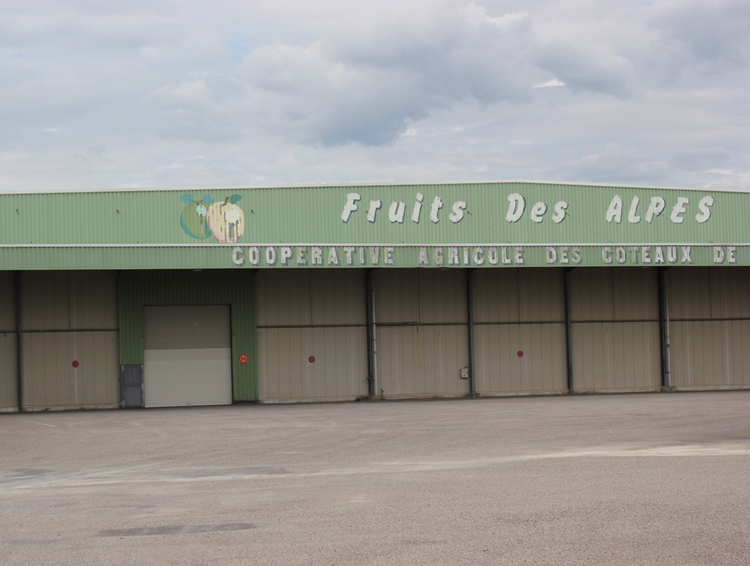 Fruits Des ALPES
COOPERATIVE AGRICOLE DES COTEAUX DE